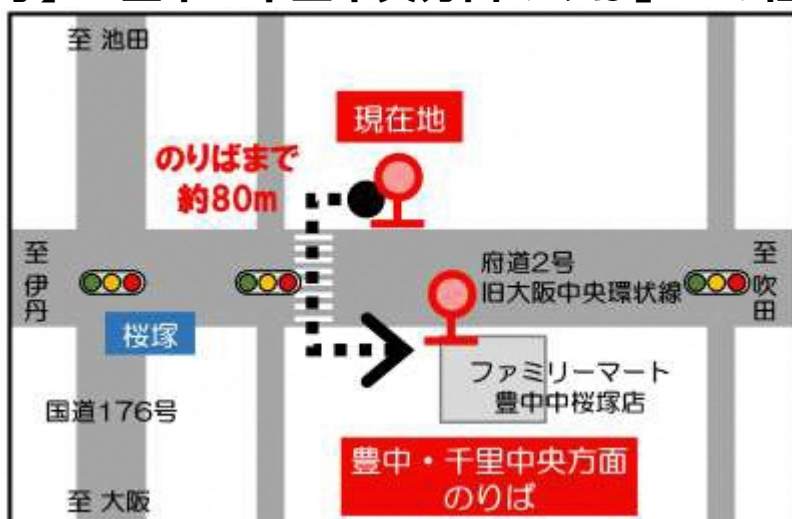 至 池田
現在地
のりばまで
約80m
至 伊丹
府道2号
旧大阪中央環状線
至 吹田
桜塚
ファミリーマート
豊中中桜塚店
国道176号
豊中・千里中央方面
のりば
至 大阪